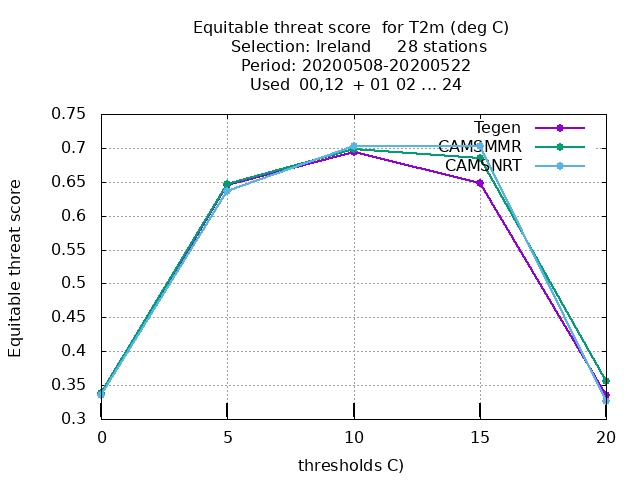 Equitable threat score  for T2m (deg C)
Selection: Ireland     28 stations
Period: 20200508-20200522
Used  00,12  + 01 02 ... 24
Equitable threat score
0.75
0.7
0.65
0.6
0.55
0.5
0.45
0.4
0.35
0.3
Tegen
CAMSMMR
CAMSNRT
0 5 10 15 20
thresholds C)